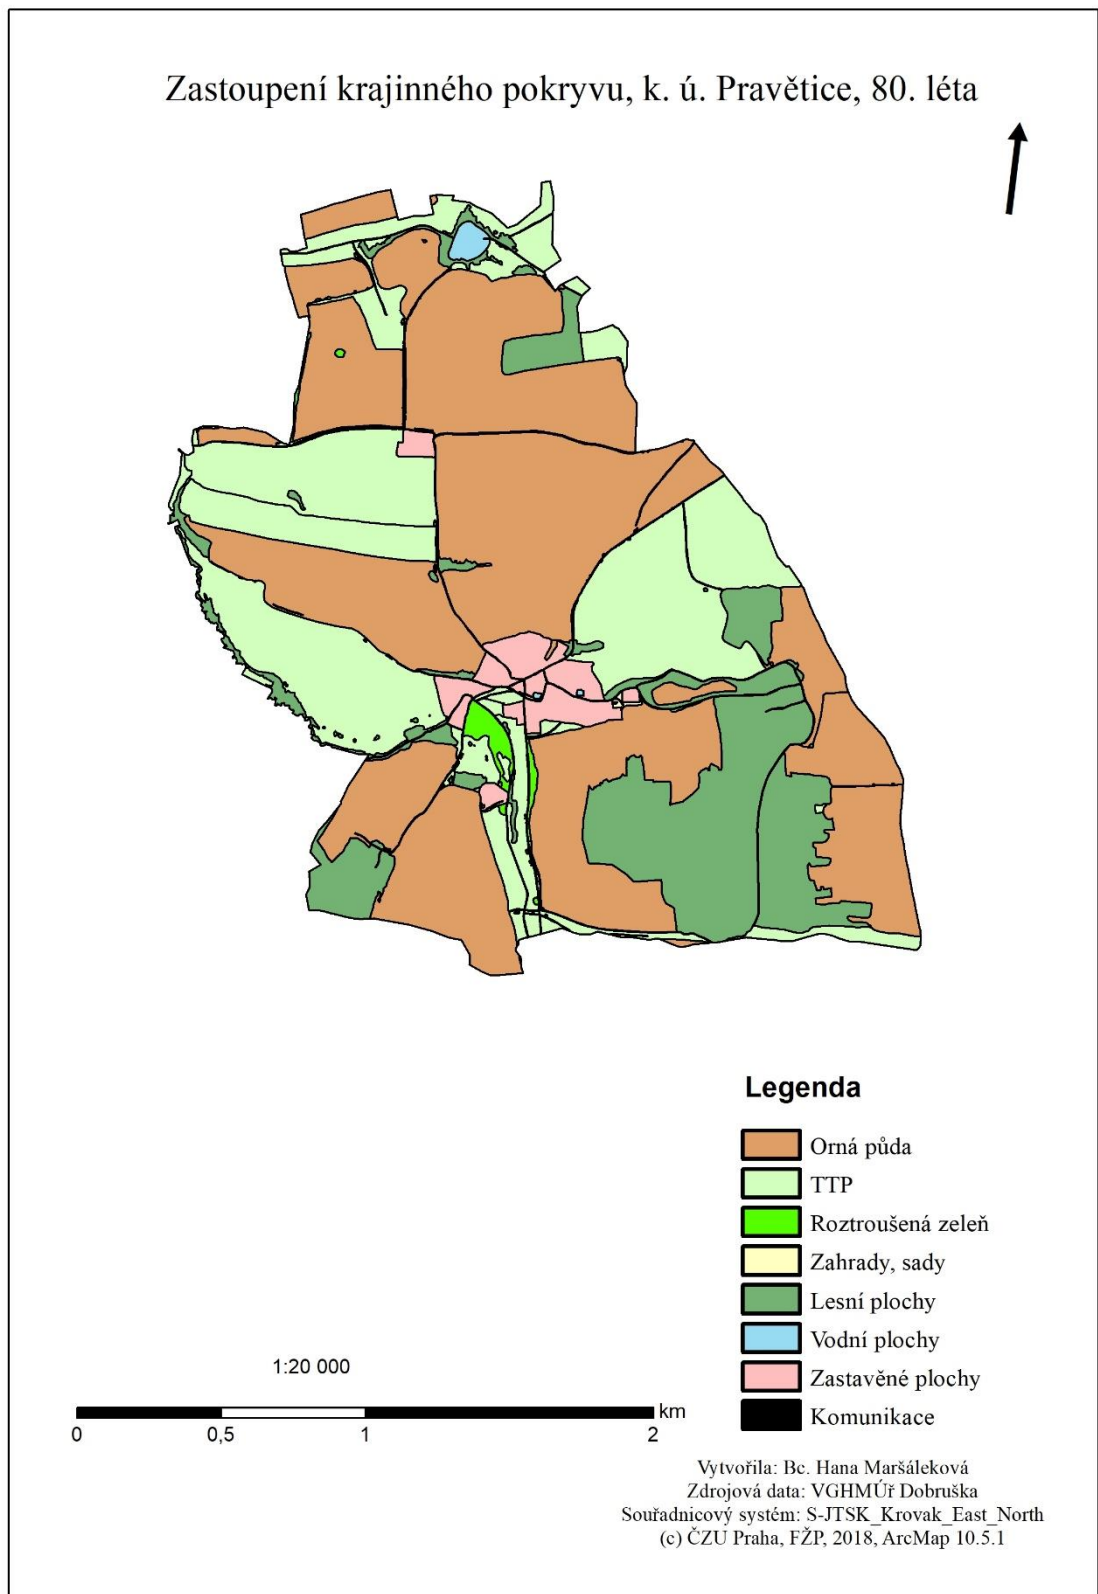 Zastoupení krajinného pokryvu, k. ú. Pravětice, 80. léta
Legenda
Orná půda
TTP
Roztroušená zeleň
Zahrady, sady
Lesní plochy
Vodní plochy
Zastavěné plochy
Komunikace
1:20 000
km
0 0,5 1 2
Vytvořila: Bc. Hana Maršáleková
Zdrojová data: VGHMÚř Dobruška
Souřadnicový systém: S-JTSK_Krovak_East_North
(c) ČZU Praha, FŽP, 2018, ArcMap 10.5.1